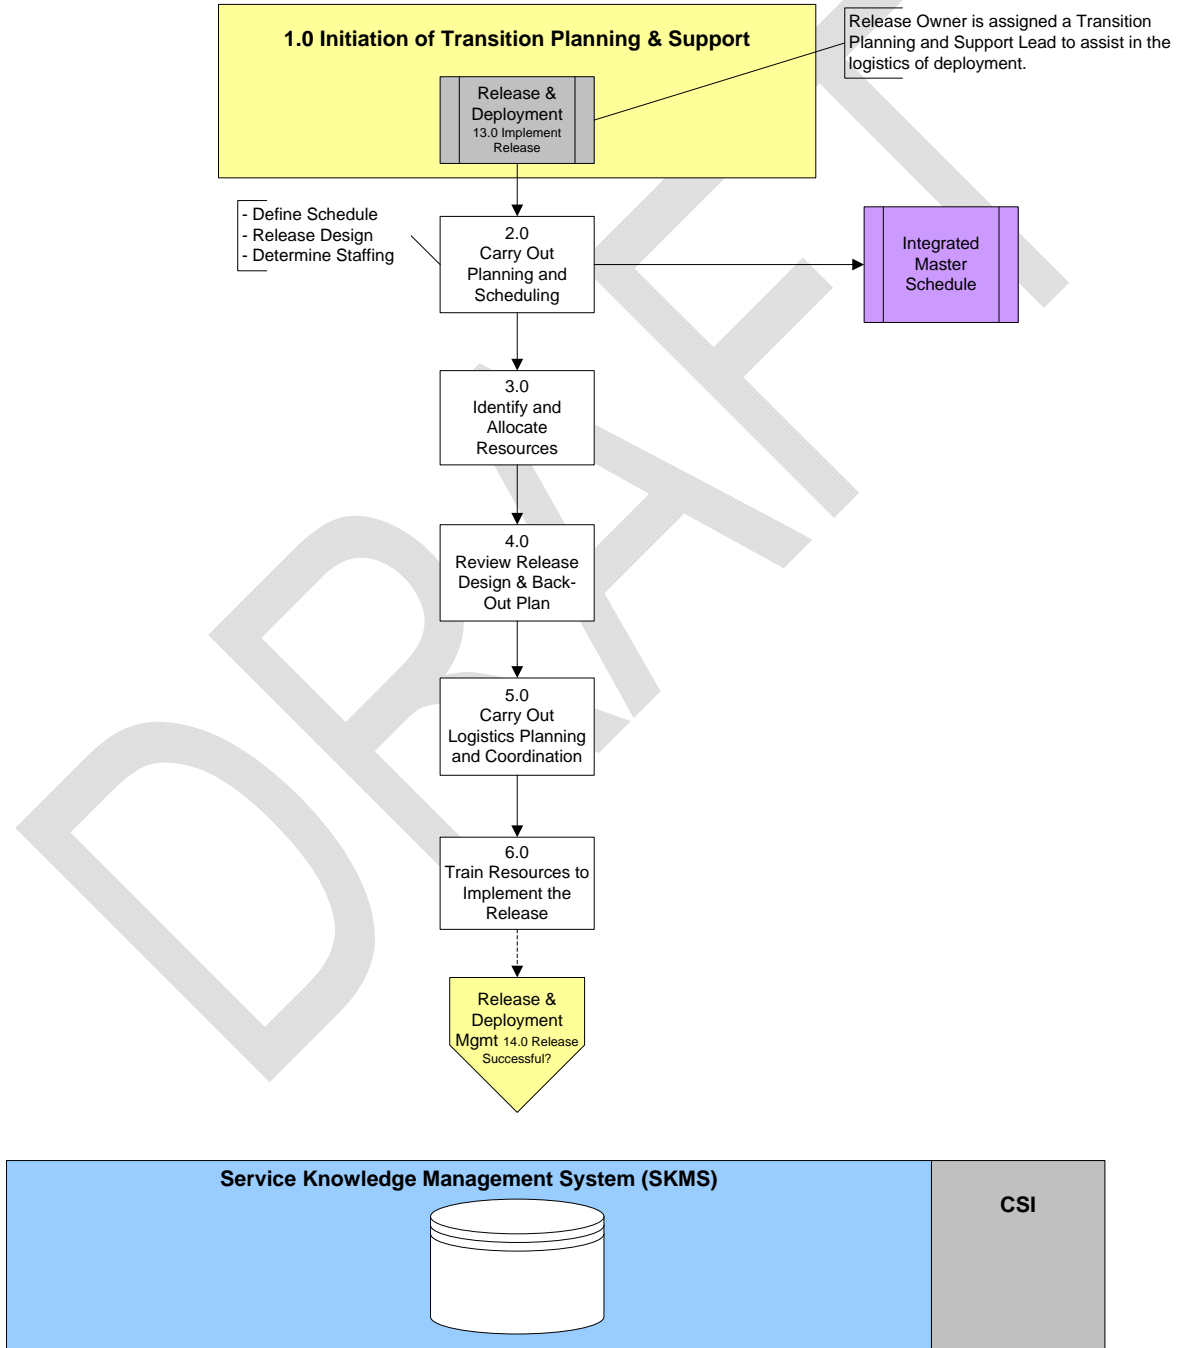 1.0 Initiation of Transition Planning & Support
Release Owner is assigned a Transition
Planning and Support Lead to assist in the
logistics of deployment.
Release &
Deployment
13.0 Implement
Release
- Define Schedule
- Release Design
- Determine Staffing
2.0
Carry Out
Planning and
Scheduling
Integrated
Master
Schedule
3.0
Identify and
Allocate
Resources
4.0
Review Release
Design & Back-
Out Plan
5.0
Carry Out
Logistics Planning
and Coordination
6.0
Train Resources to
Implement the
Release
Release &
Deployment
Mgmt 14.0 Release
Successful?
Service Knowledge Management System (SKMS)
CSI
DRAFT